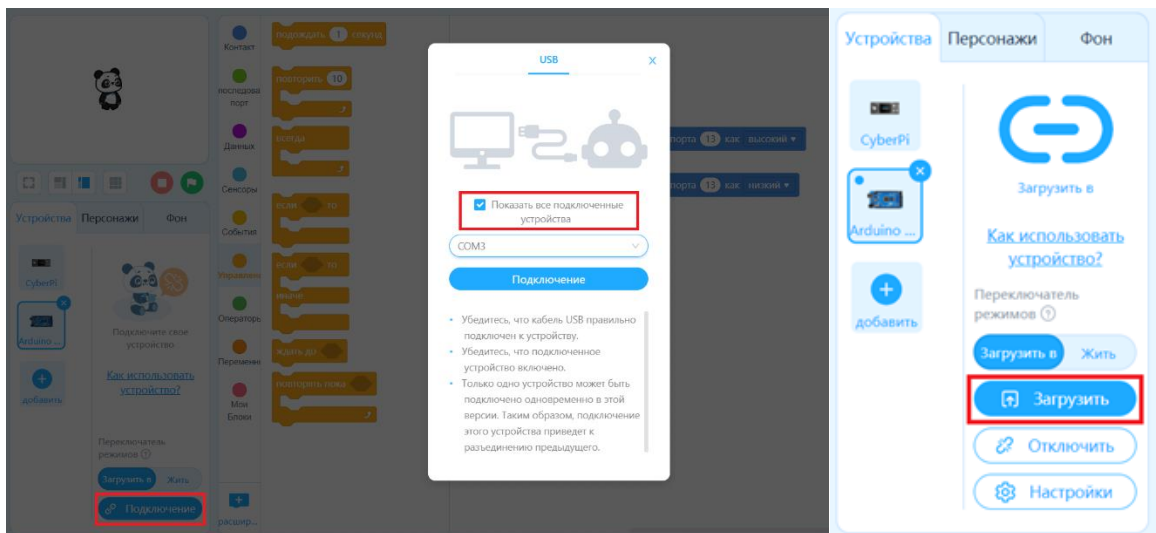 Контакт
последова
порт
Данных
Сенсоры
События
Управлени
Операторы
Переменн
Мои
Блоки
расшир...
подождать 1 секунд
повторить 10
всегда
если то
если то
иначе
ждать до
повторять пока
порта 13 как высокий
порта 13 как низкий
Устройства Персонажи Фон
CyberPi
Arduino ...
добавить
Подключите свое
устройство
Как использовать
устройство?
Переключатель
режимов ?
Загрузить в Жить
Подключение
USB X
Показать все подключенные
устройства
COM3
Подключение
• Убедитесь, что кабель USB правильно
подключен к устройству.
• Убедитесь, что подключенное
устройство включено.
• Только одно устройство может быть
подключено одновременно в этой
версии. Таким образом, подключение
этого устройства приведет к
разъединению предыдущего.
Устройства Персонажи Фон
CyberPi
Arduino ...
добавить
Загрузить в
Как использовать
устройство?
Переключатель
режимов ?
Загрузить в Жить
Загрузить
Отключить
Настройки